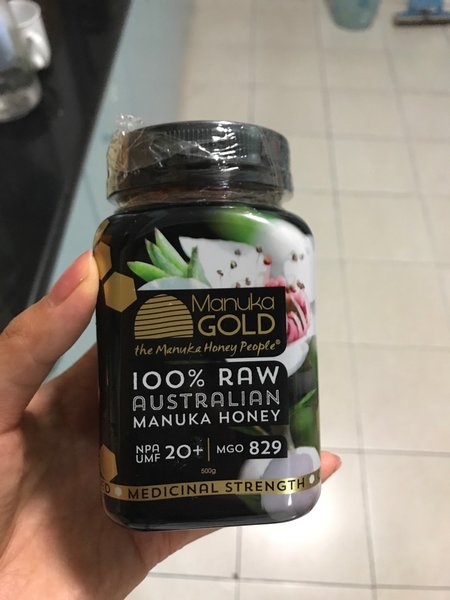 Manuka
GOLD
the Manuka Honey People®
100% RAW
AUSTRALIAN
MANUKA HONEY
NPA
UMF 20+ | MGO 829
500g
MEDICINAL STRENGTH